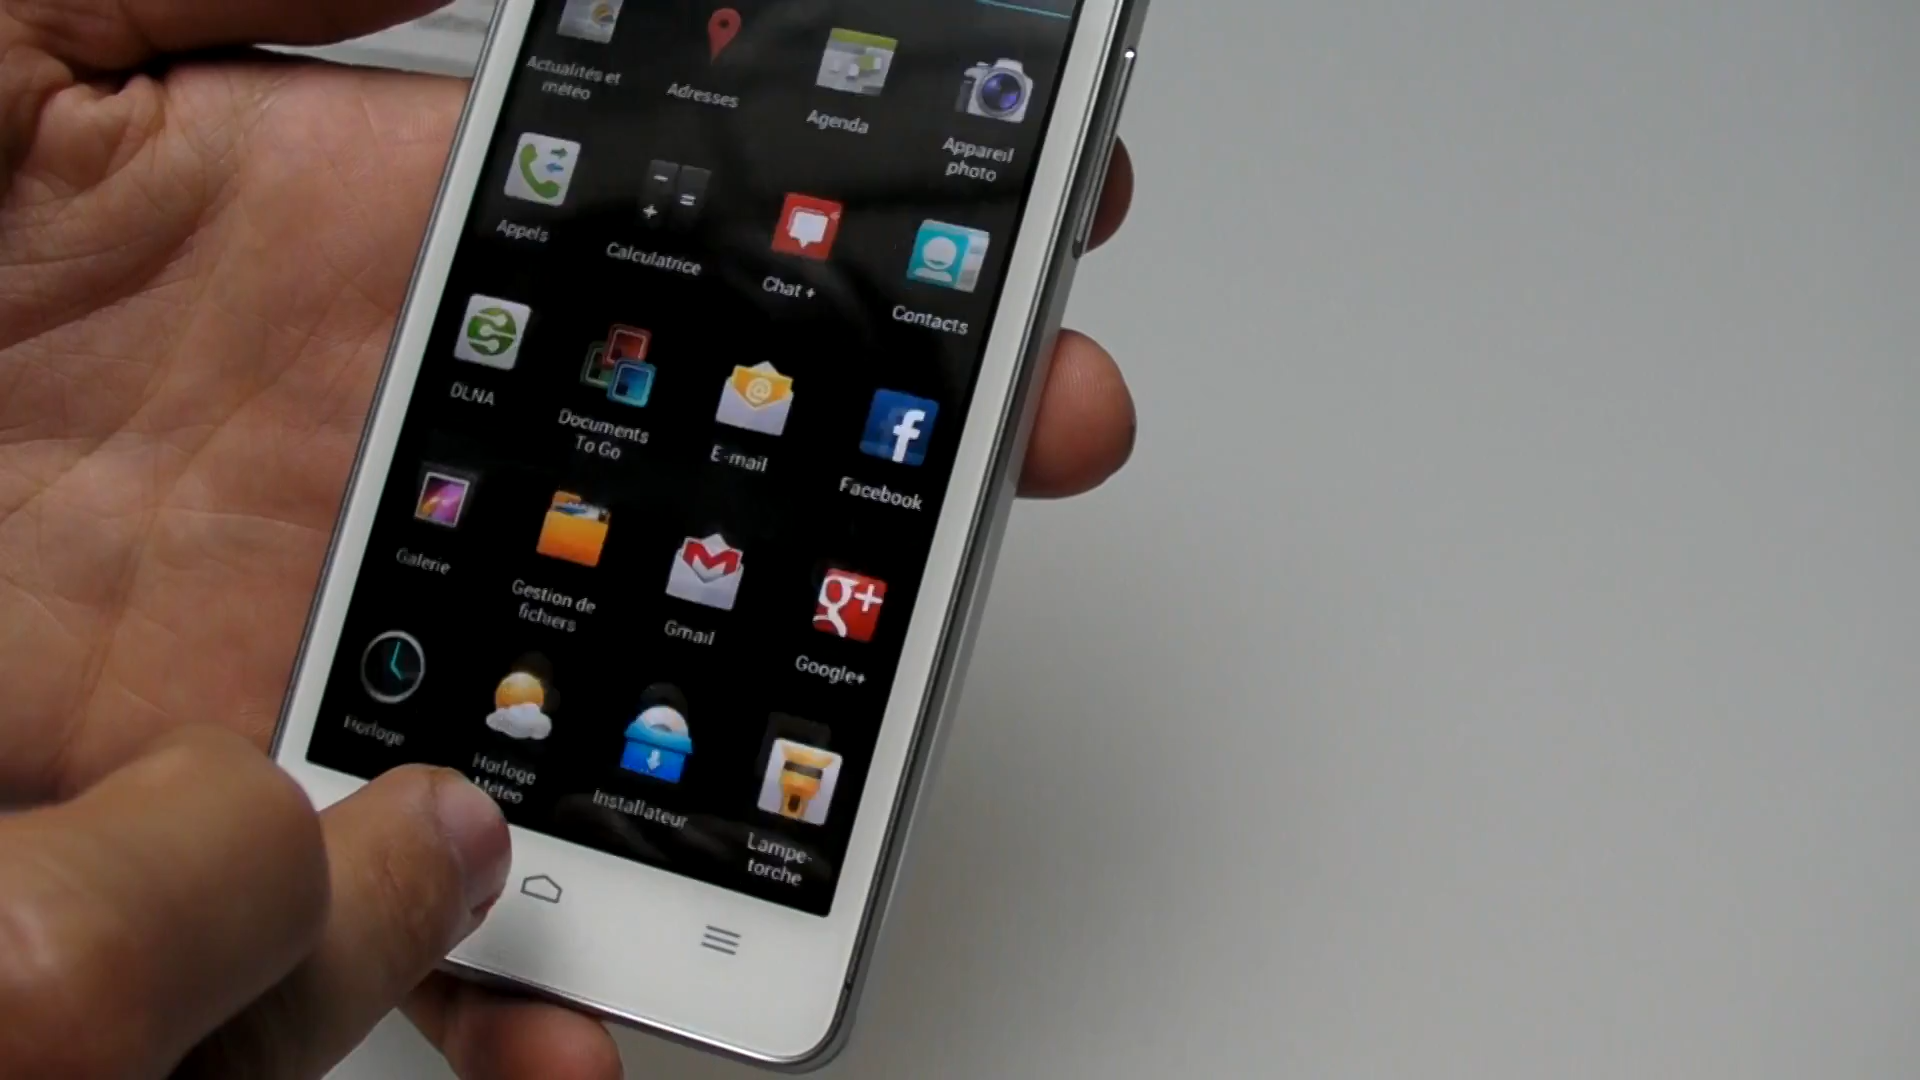 Actualités et
météo
Adresses
Agenda
Appareil
photo
Appels
Calculatrice
Chat +
Contacts
DLNA
Documents
To Go
E-mail
Facebook
Galerie
Gestion de
fichiers
Gmail
Google+
Horloge
Horloge
Météo
Installateur
Lampe-
torche